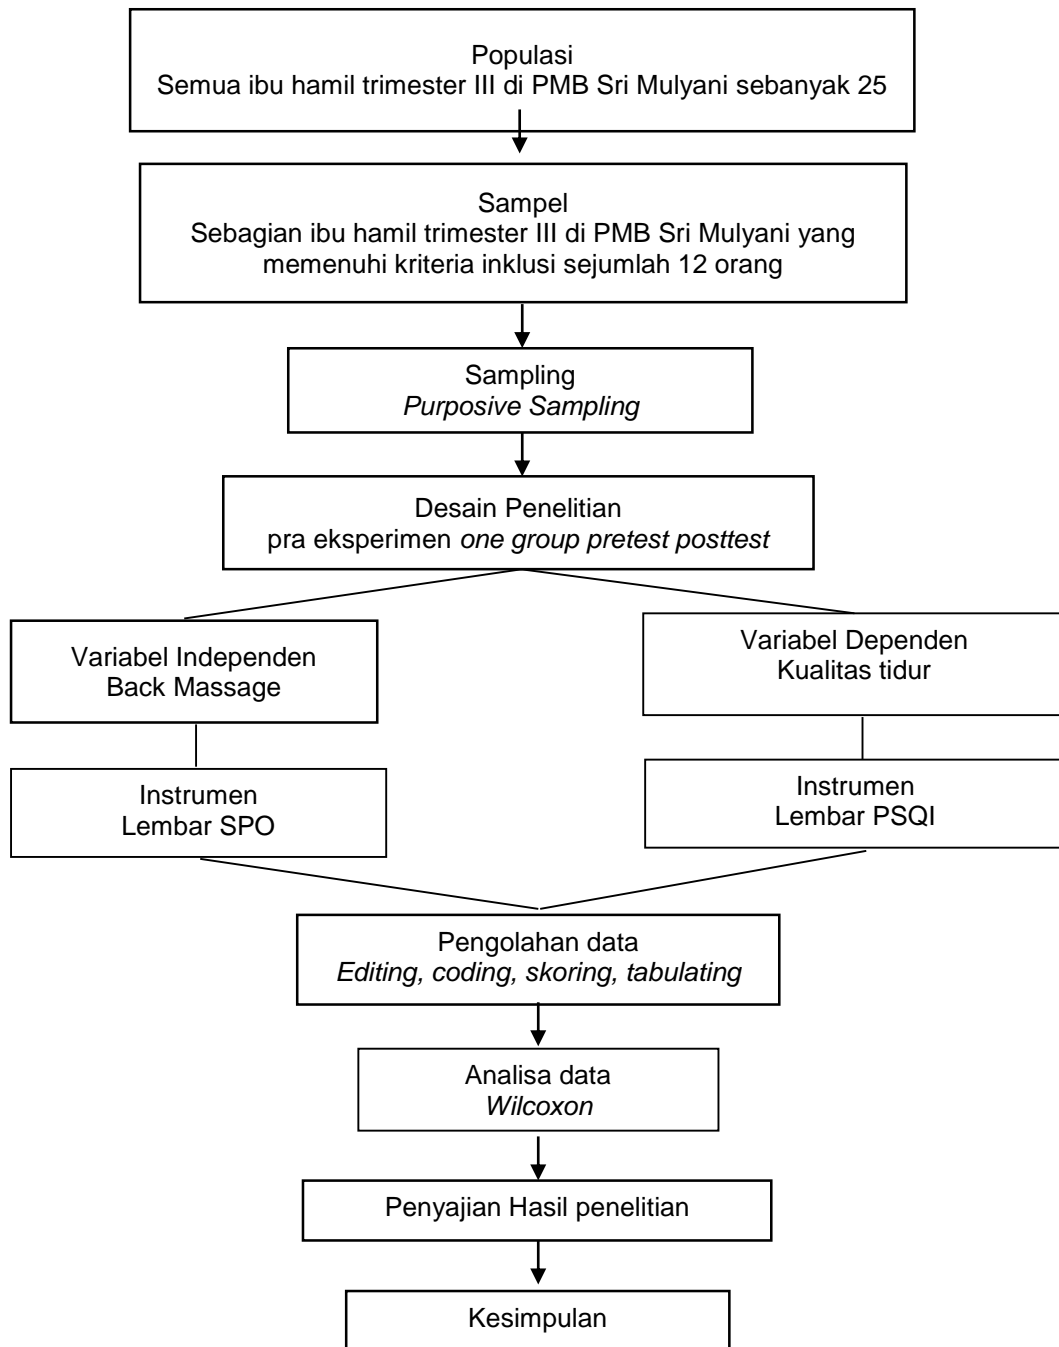 Populasi
Semua ibu hamil trimester III di PMB Sri Mulyani sebanyak 25
Sampel
Sebagian ibu hamil trimester III di PMB Sri Mulyani yang
memenuhi kriteria inklusi sejumlah 12 orang
Sampling
Purposive Sampling
Desain Penelitian
pra eksperimen one group pretest posttest
Variabel Independen
Back Massage
Variabel Dependen
Kualitas tidur
Instrumen
Lembar SPO
Instrumen
Lembar PSQI
Pengolahan data
Editing, coding, skoring, tabulating
Analisa data
Wilcoxon
Penyajian Hasil penelitian
Kesimpulan